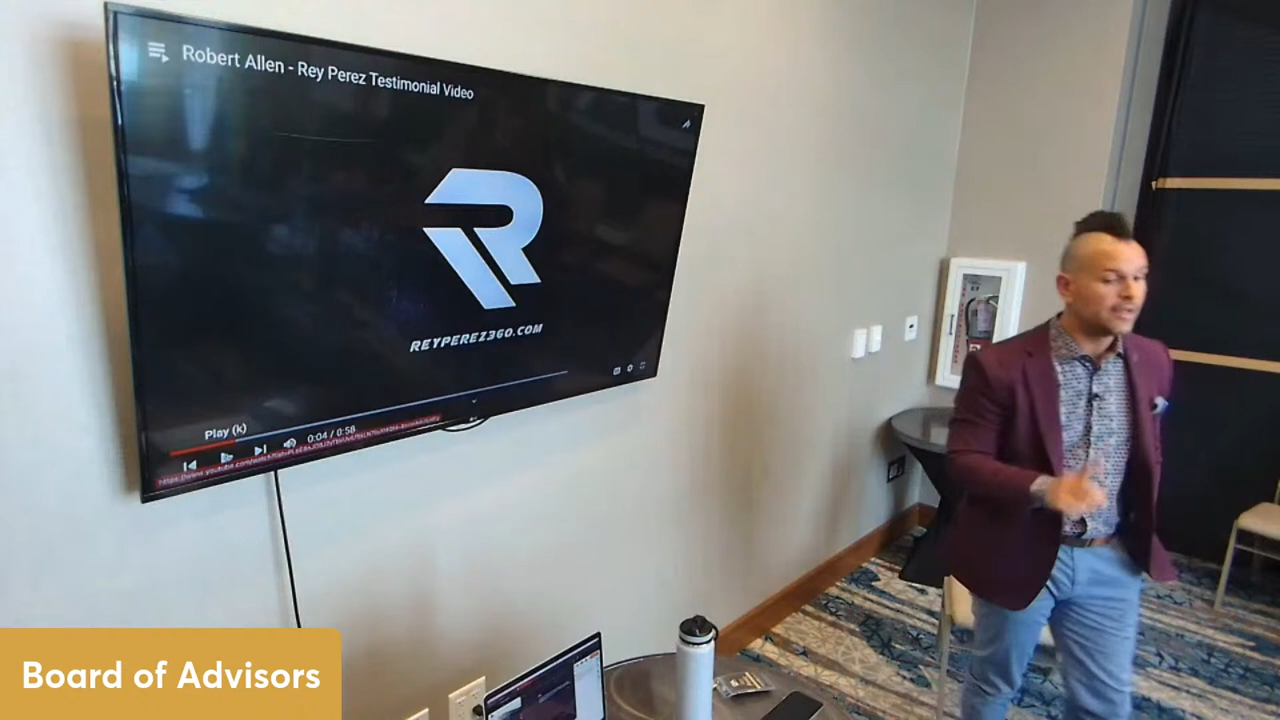 Robert Allen - Rey Perez Testimonial Video
R
REYPEREZ360.COM
Play (k)
0:04 / 0:58
Board of Advisors